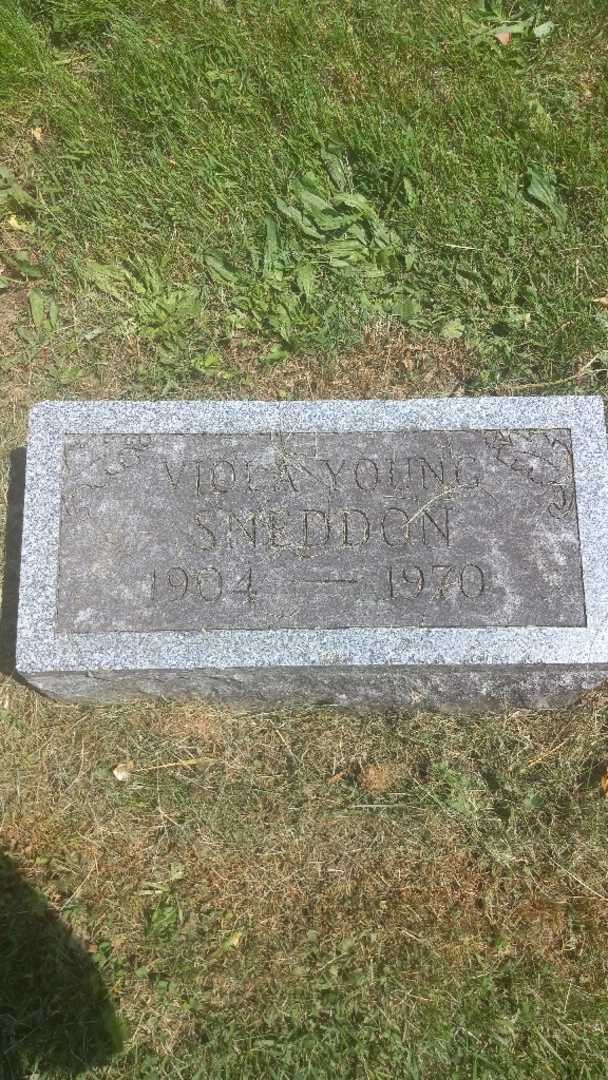 VIOLA YOUNG
SNEDDON
1904 — 1970